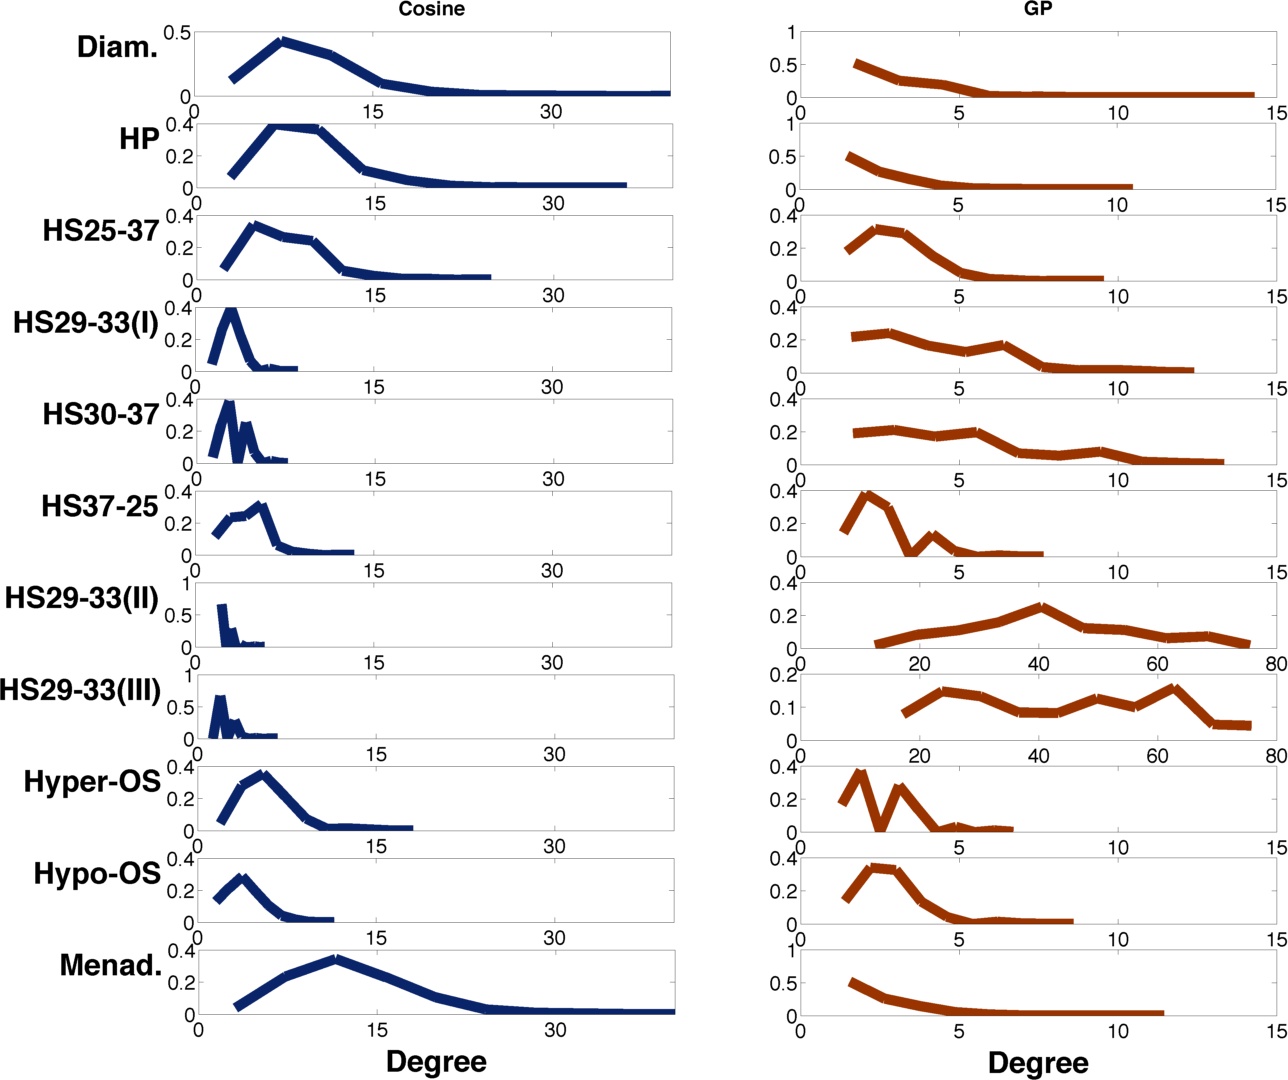 Cosine GP
Diam.
0.5 1
0.5
0 0
0 15 30 0 5 10 15
HP
0.4 1
0.2 0.5
0 0
0 15 30 0 5 10 15
HS25-37
0.4 0.4
0.2 0.2
0 0
0 15 30 0 5 10 15
HS29-33(I)
0.4 0.4
0.2 0.2
0 0
0 15 30 0 5 10 15
HS30-37
0.4 0.4
0.2 0.2
0 0
0 15 30 0 5 10 15
HS37-25
0.4 0.4
0.2 0.2
0 0
0 15 30 0 5 10 15
HS29-33(II)
1 0.4
0.5 0.2
0 0
0 15 30 0 20 40 60 80
HS29-33(III)
1 0.2
0.5 0.1
0 0
0 15 30 0 20 40 60 80
Hyper-OS
0.4 0.4
0.2 0.2
0 0
0 15 30 0 5 10 15
Hypo-OS
0.4 0.4
0.2 0.2
0 0
0 15 30 0 5 10 15
Menad.
0.4 1
0.2 0.5
0 0
0 15 30 0 5 10 15
Degree Degree